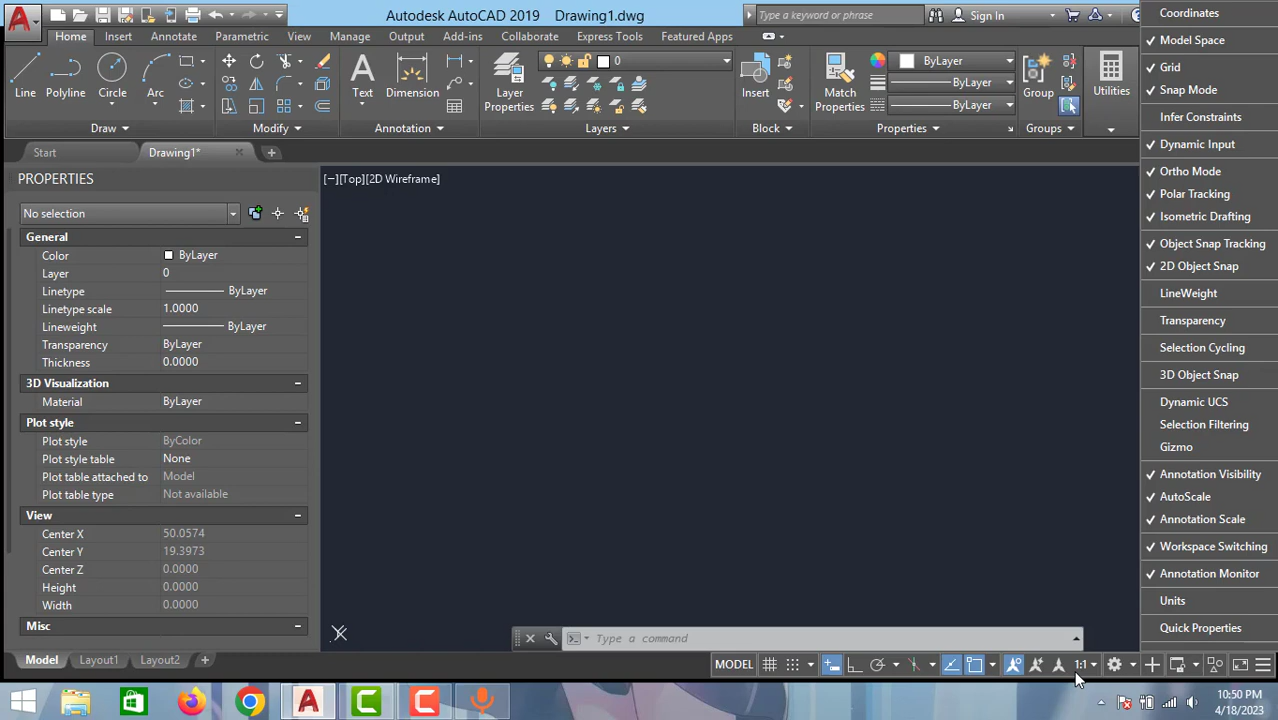 Autodesk AutoCAD 2019 Drawing1.dwg
Type a keyword or phrase
Sign In
Home Insert Annotate Parametric View Manage Output Add-ins Collaborate Express Tools Featured Apps
Line Polyline Circle Arc
Text Dimension
Layer Properties
0
Insert
Match Properties
ByLayer
ByLayer
ByLayer
Group
Utilities
Draw Modify Annotation Layers Block Properties Groups
Start Drawing1*
PROPERTIES
[−][Top][2D Wireframe]
No selection
General
Color ByLayer
Layer 0
Linetype ByLayer
Linetype scale 1.0000
Lineweight ByLayer
Transparency ByLayer
Thickness 0.0000
3D Visualization
Material ByLayer
Plot style
Plot style ByColor
Plot style table None
Plot table attached to Model
Plot table type Not available
View
Center X 50.0574
Center Y 19.3973
Center Z 0.0000
Height 0.0000
Width 0.0000
Misc
Coordinates
Model Space
Grid
Snap Mode
Infer Constraints
Dynamic Input
Ortho Mode
Polar Tracking
Isometric Drafting
Object Snap Tracking
2D Object Snap
LineWeight
Transparency
Selection Cycling
3D Object Snap
Dynamic UCS
Selection Filtering
Gizmo
Annotation Visibility
AutoScale
Annotation Scale
Workspace Switching
Annotation Monitor
Units
Quick Properties
Type a command
Model Layout1 Layout2
MODEL
1:1
10:50 PM
4/18/2023